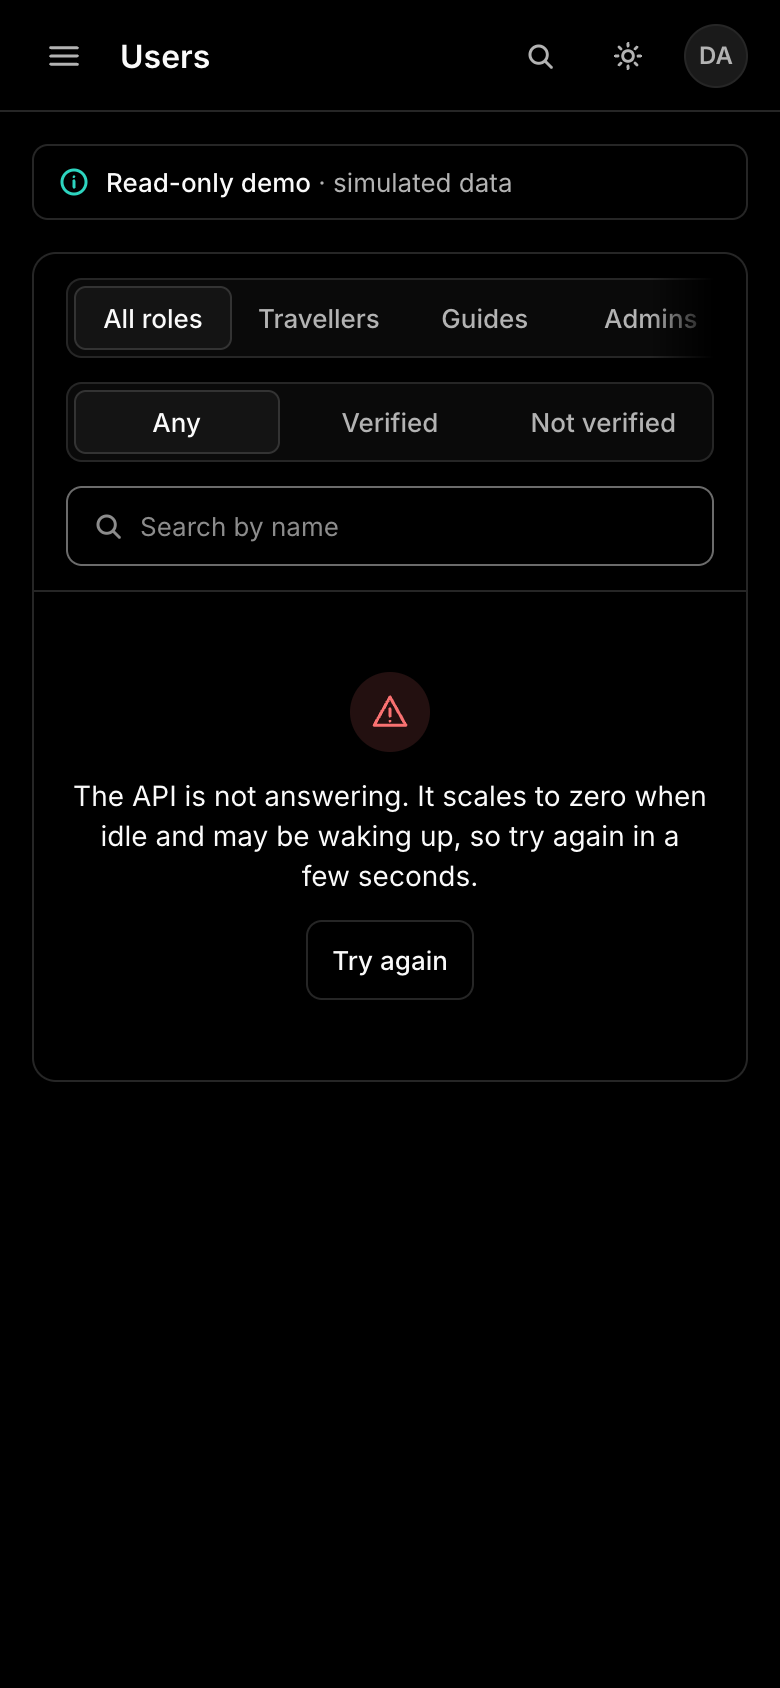 Users
DA
Read-only demo · simulated data
All roles Travellers Guides Admins
Any Verified Not verified
Search by name
The API is not answering. It scales to zero when
idle and may be waking up, so try again in a
few seconds.
Try again